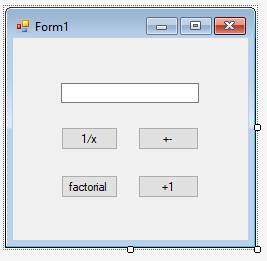 Form1
1/x +-
factorial +1